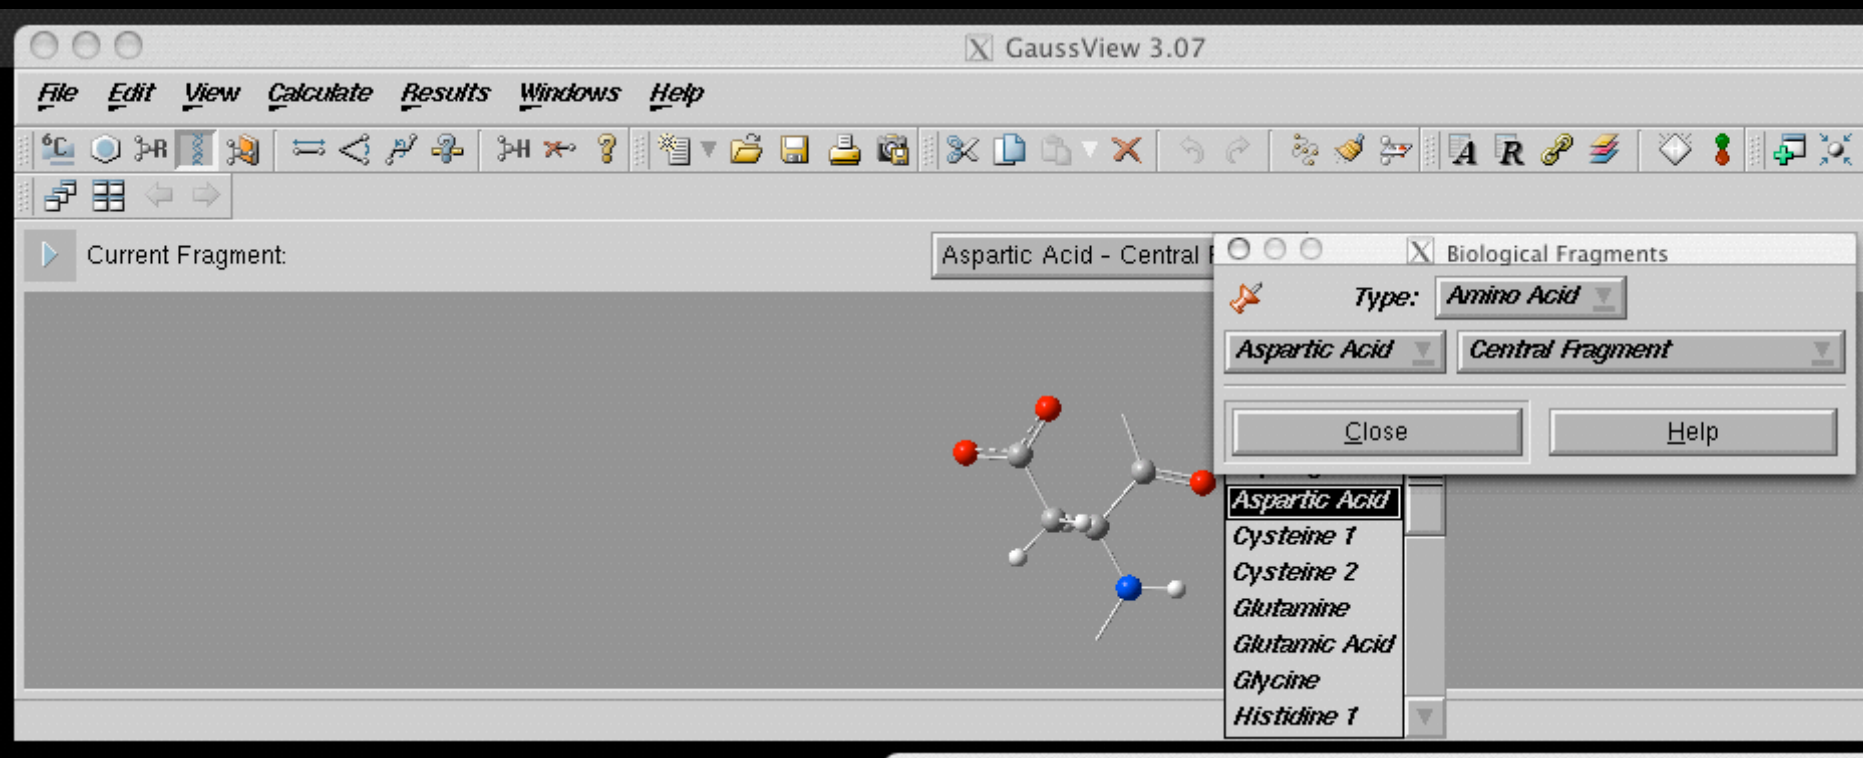 GaussView 3.07
File Edit View Calculate Results Windows Help
6C R H ? A R
Current Fragment:
Aspartic Acid - Central
Biological Fragments
Type: Amino Acid
Aspartic Acid Central Fragment
Close Help
Aspartic Acid
Cysteine 1
Cysteine 2
Glutamine
Glutamic Acid
Glycine
Histidine 1